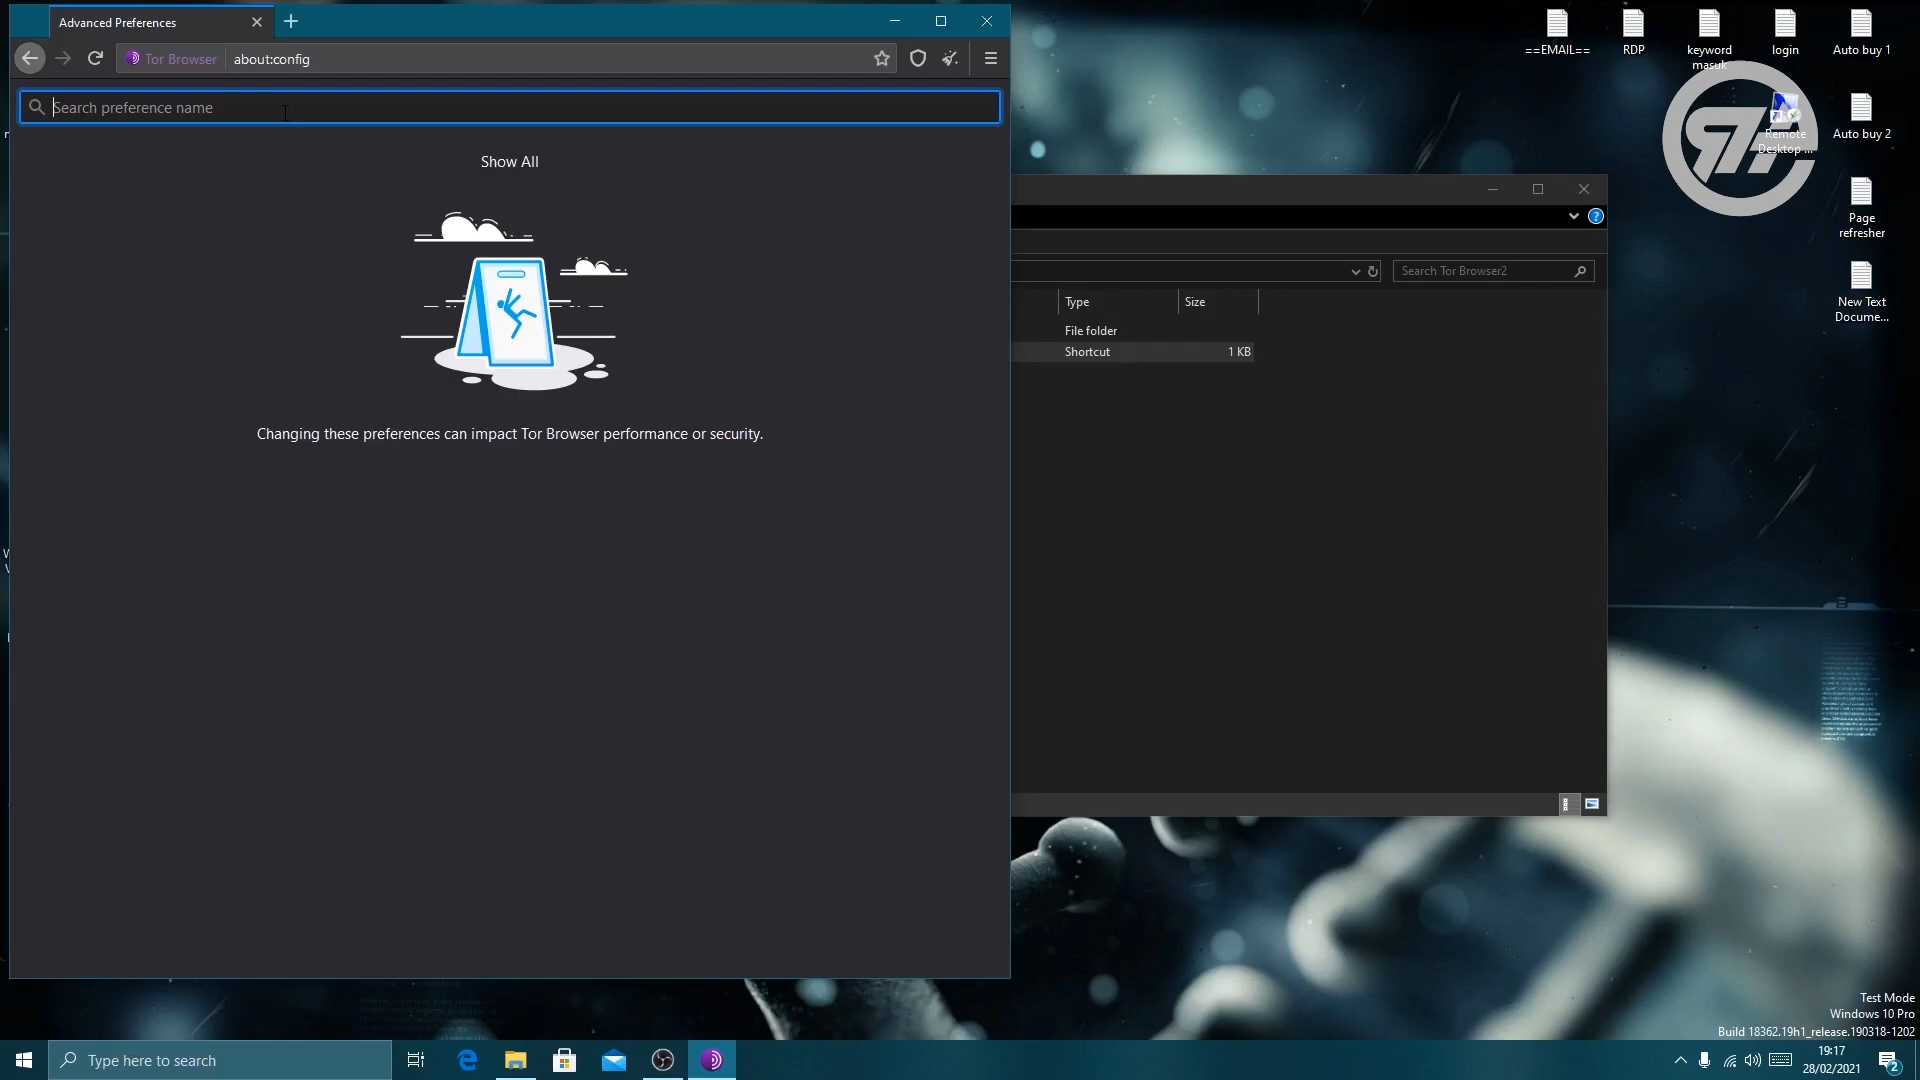 Advanced Preferences
Tor Browser
about:config
Search preference name
Show All
Changing these preferences can impact Tor Browser performance or security.
Search Tor Browser2
Type
Size
File folder
Shortcut
1 KB
==EMAIL==
RDP
keyword
masuk
login
Auto buy 1
Remote
Desktop ...
Auto buy 2
Page
refresher
New Text
Docume...
Test Mode
Windows 10 Pro
Build 18362.19h1_release.190318-1202
Type here to search
19:17
28/02/2021
2